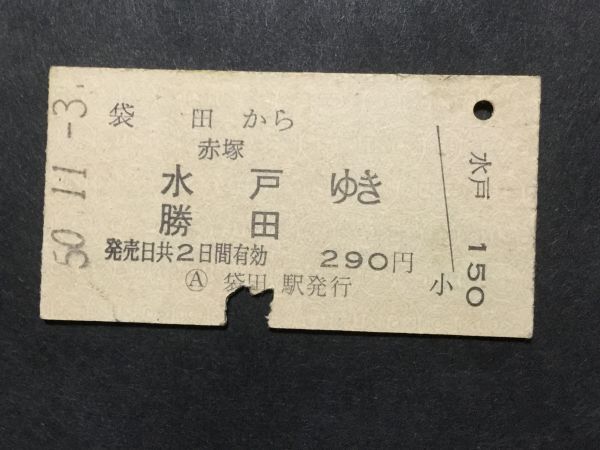 50.11.-3.
袋田から
赤塚
水戸ゆき
勝田
発売日共2日間有効 290円
Ⓐ 袋田駅発行
小
水戸 150